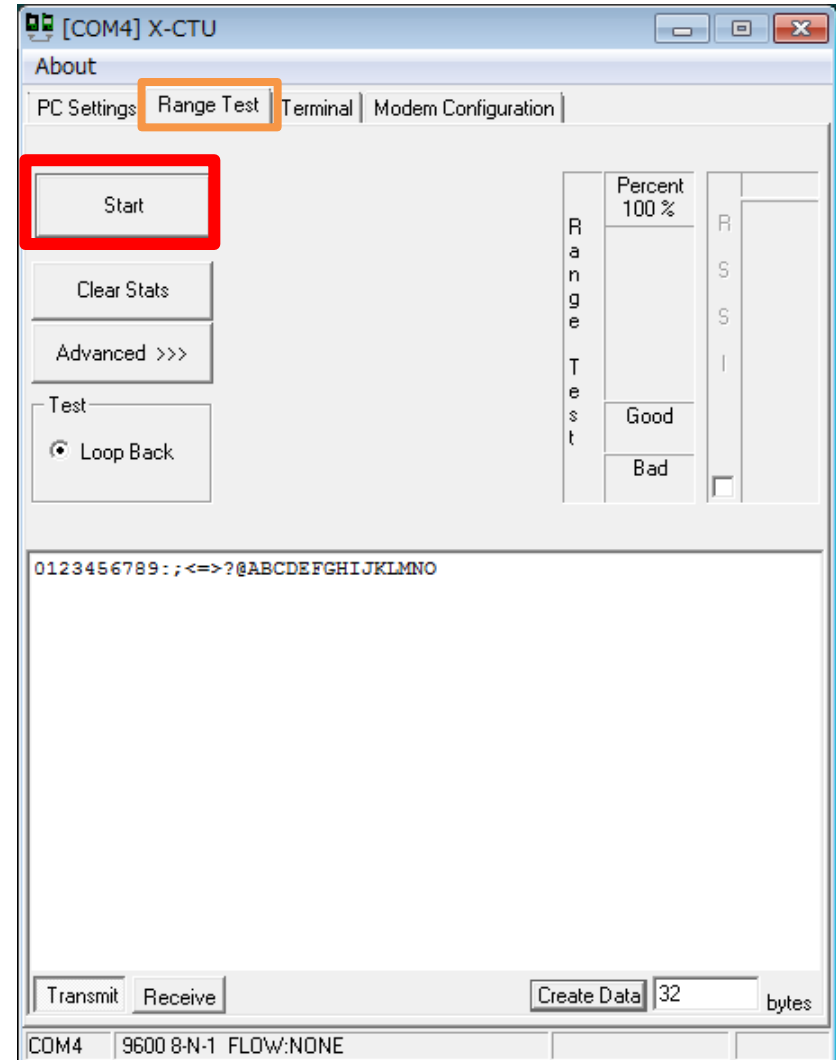 [COM4] X-CTU
About
PC Settings Range Test Terminal Modem Configuration
Start
Clear Stats
Advanced >>>
Test
Loop Back
Range Test
Percent
100 %
Good
Bad
RSSI
0123456789:;<=>?@ABCDEFGHIJKLMNO
Transmit Receive Create Data 32 bytes
COM4 9600 8-N-1 FLOW:NONE